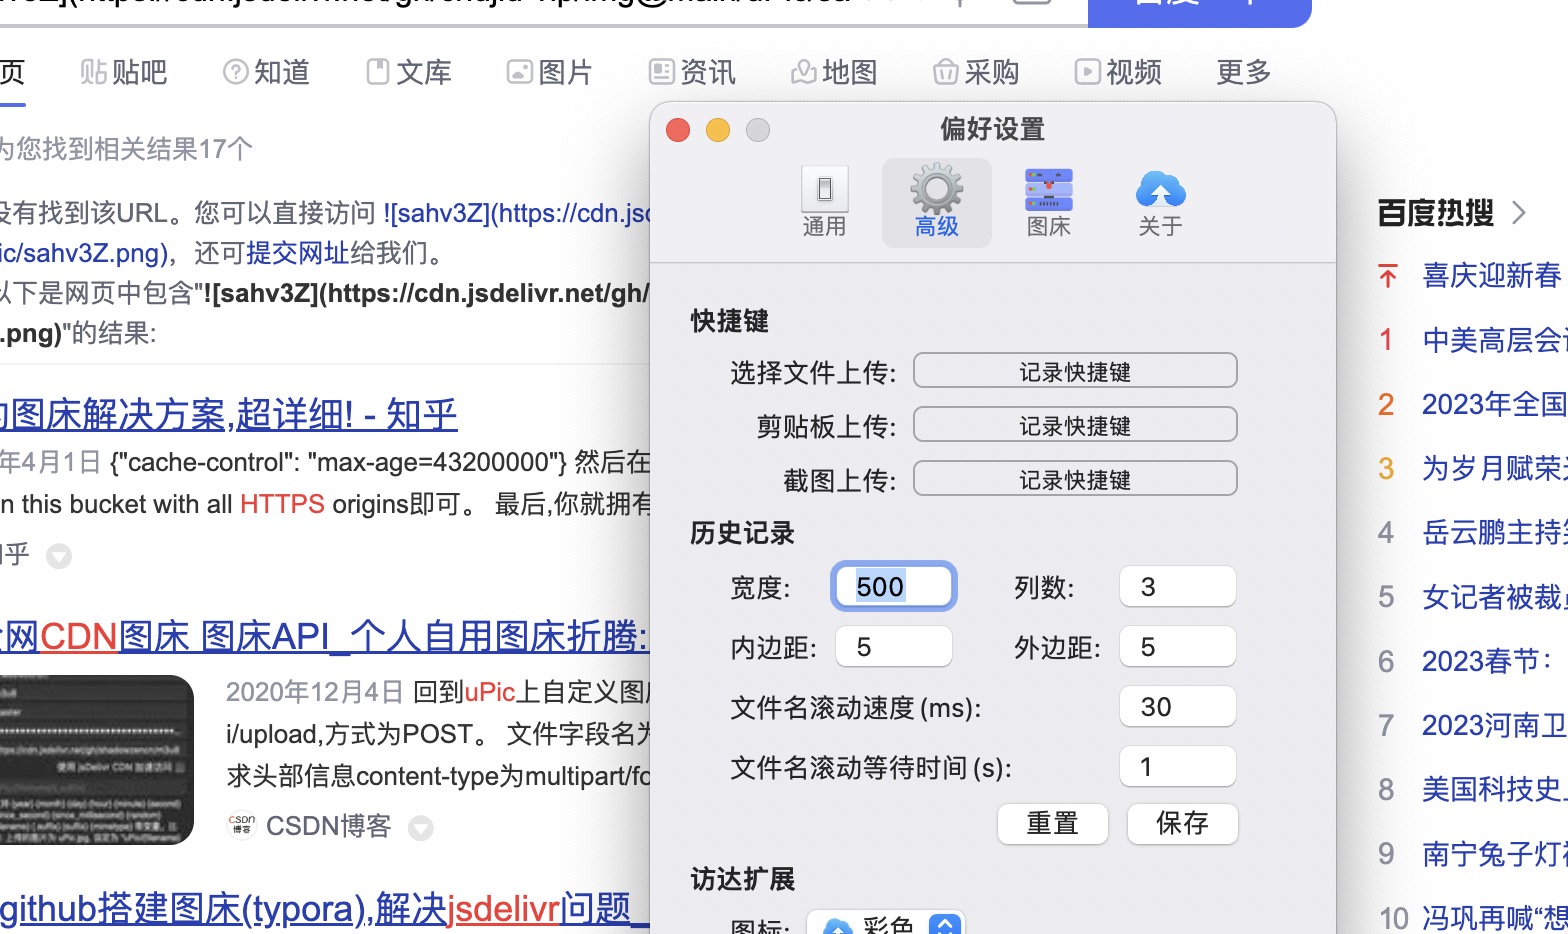 页 贴吧 知道 文库 图片 资讯 地图 采购 视频 更多
为您找到相关结果17个
没有找到该URL。您可以直接访问 ![sahv3Z](https://cdn.jsd
ic/sahv3Z.png)，还可提交网址给我们。
以下是网页中包含"![sahv3Z](https://cdn.jsdelivr.net/gh/
.png)"的结果:
图床解决方案,超详细! - 知乎
年4月1日 {"cache-control": "max-age=43200000"} 然后在
n this bucket with all HTTPS origins即可。 最后,你就拥有
知乎
全网CDN图床 图床API_个人自用图床折腾:
2020年12月4日 回到uPic上自定义图床
i/upload,方式为POST。 文件字段名为
求头部信息content-type为multipart/fo
CSDN博客 CSDN博客
github搭建图床(typora),解决jsdelivr问题_
偏好设置
通用 高级 图床 关于
快捷键
选择文件上传: 记录快捷键
剪贴板上传: 记录快捷键
截图上传: 记录快捷键
历史记录
宽度: 500 列数: 3
内边距: 5 外边距: 5
文件名滚动速度(ms): 30
文件名滚动等待时间(s): 1
重置 保存
访达扩展
图标: 彩色
百度热搜
喜庆迎新春
1 中美高层会
2 2023年全国
3 为岁月赋荣
4 岳云鹏主持
5 女记者被裁
6 2023春节：
7 2023河南卫
8 美国科技史
9 南宁兔子灯
10 冯巩再喊“想